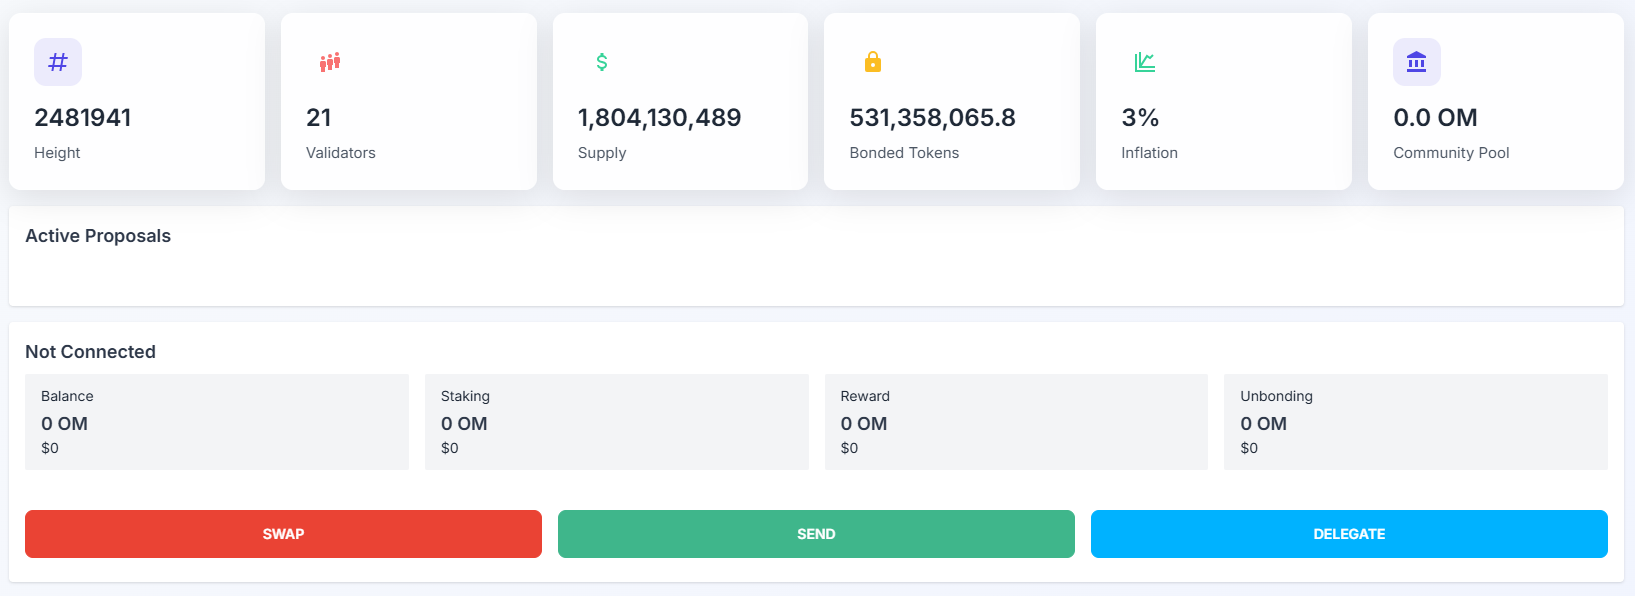 2481941
Height
21
Validators
1,804,130,489
Supply
531,358,065.8
Bonded Tokens
3%
Inflation
0.0 OM
Community Pool
Active Proposals
Not Connected
Balance
0 OM
$0
Staking
0 OM
$0
Reward
0 OM
$0
Unbonding
0 OM
$0
SWAP
SEND
DELEGATE